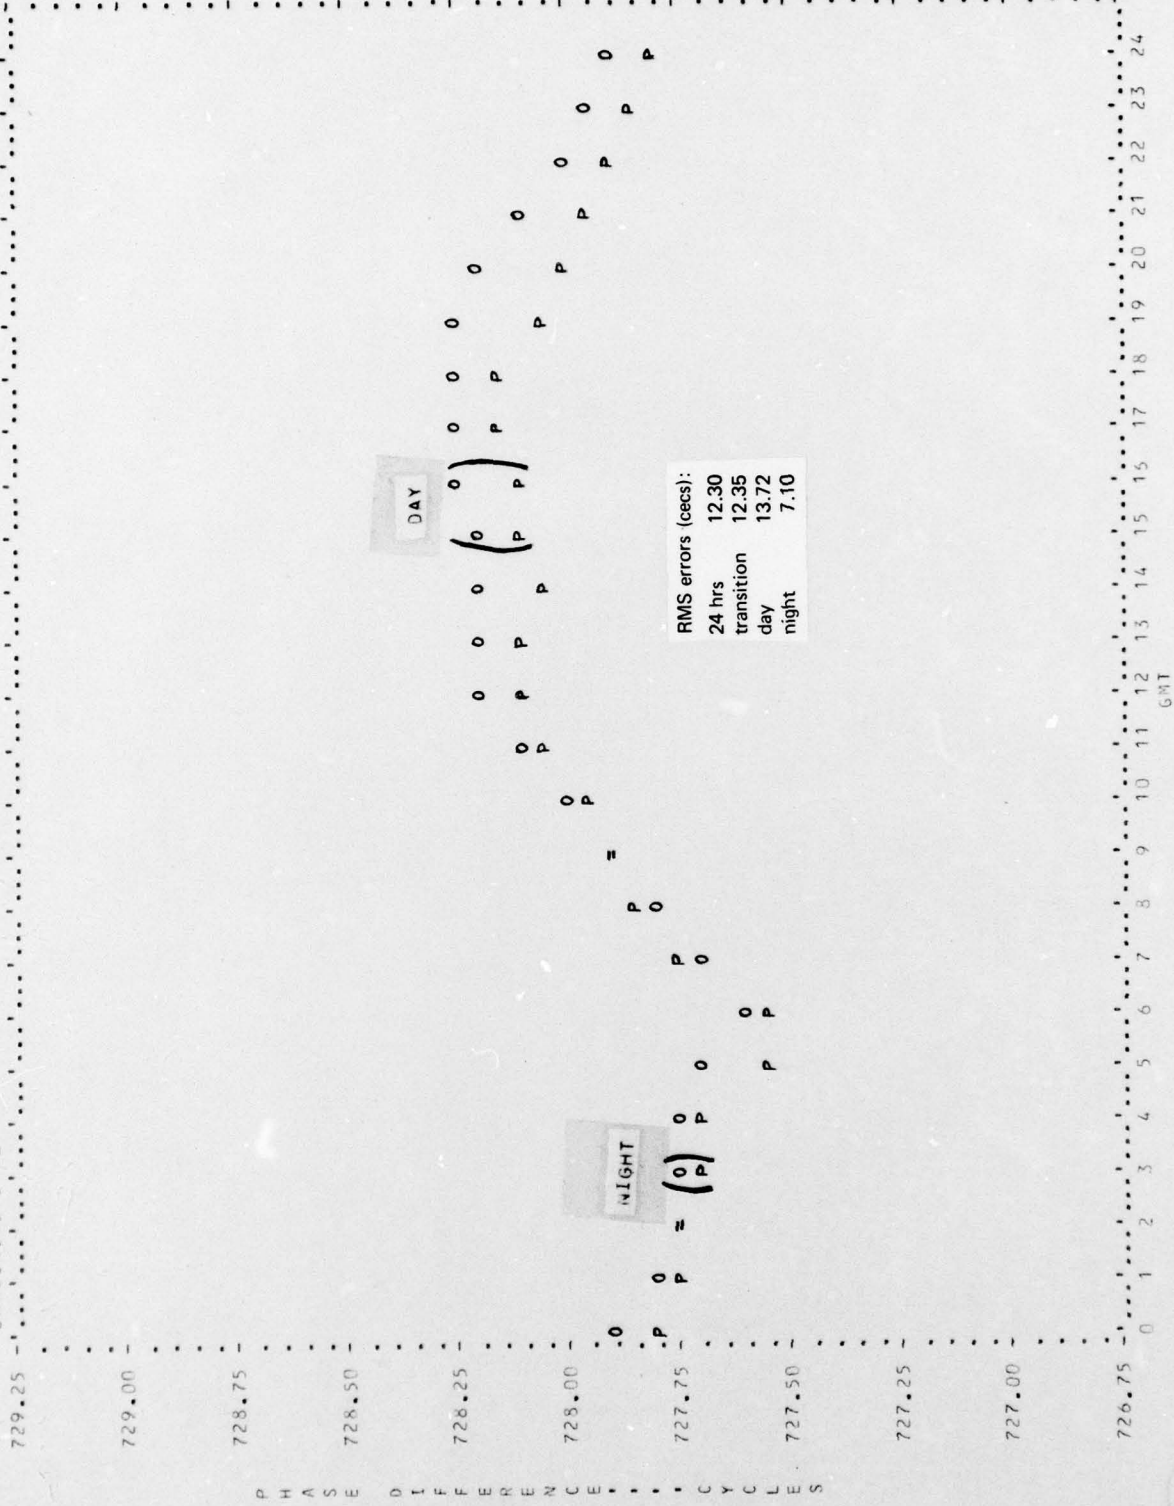 729.25
729.00
728.75
728.50
728.25
728.00
727.75
727.50
727.25
727.00
726.75
PHASE DIFFERENCE....CYCLES
DAY
NIGHT
RMS errors (cecs):
24 hrs 12.30
transition 12.35
day 13.72
night 7.10
0 1 2 3 4 5 6 7 8 9 10 11 12 13 14 15 16 17 18 19 20 21 22 23 24
GMT